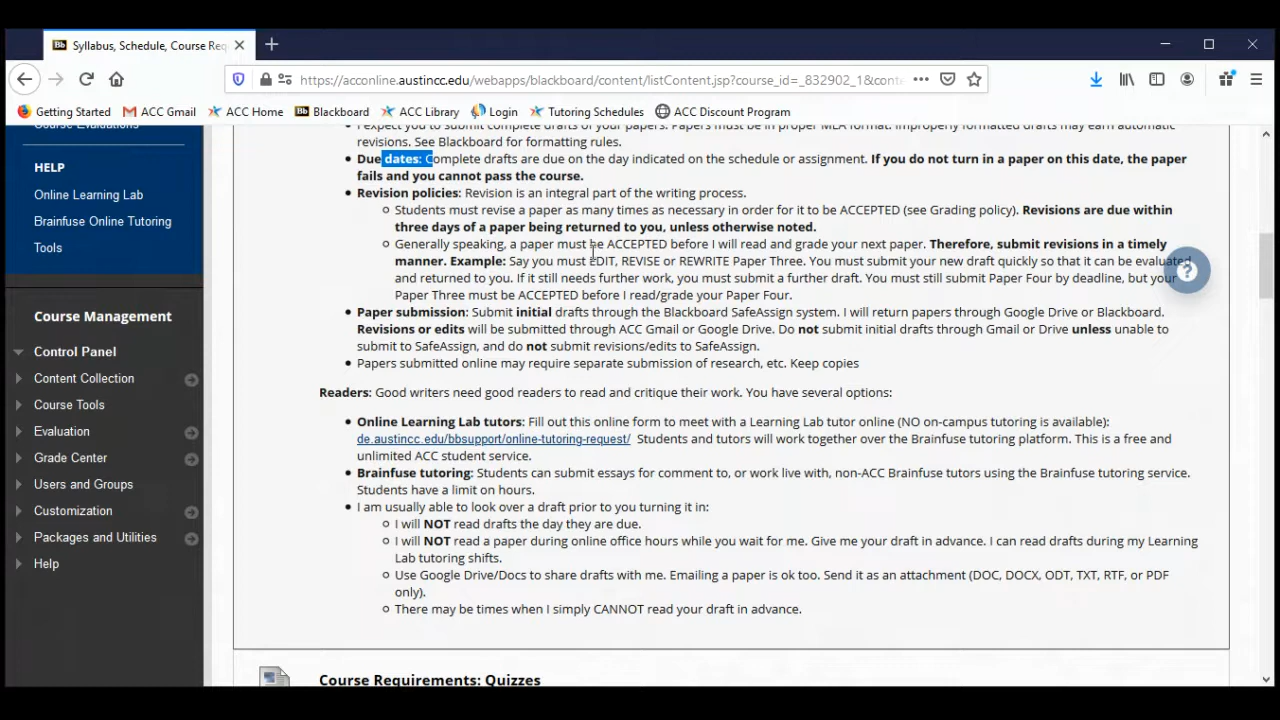 Syllabus, Schedule, Course Req
https://acconline.austincc.edu/webapps/blackboard/content/listContent.jsp?course_id=_832902_1&conte
Getting Started
ACC Gmail
ACC Home
Blackboard
ACC Library
Login
Tutoring Schedules
ACC Discount Program
Course Evaluations
HELP
Online Learning Lab
Brainfuse Online Tutoring
Tools
Course Management
Control Panel
Content Collection
Course Tools
Evaluation
Grade Center
Users and Groups
Customization
Packages and Utilities
Help
I expect you to submit complete drafts of your papers. Papers must be in proper MLA format. Improperly formatted drafts may earn automatic
revisions. See Blackboard for formatting rules.
Due dates: Complete drafts are due on the day indicated on the schedule or assignment. If you do not turn in a paper on this date, the paper
fails and you cannot pass the course.
Revision policies: Revision is an integral part of the writing process.
Students must revise a paper as many times as necessary in order for it to be ACCEPTED (see Grading policy). Revisions are due within
three days of a paper being returned to you, unless otherwise noted.
Generally speaking, a paper must be ACCEPTED before I will read and grade your next paper. Therefore, submit revisions in a timely
manner. Example: Say you must EDIT, REVISE or REWRITE Paper Three. You must submit your new draft quickly so that it can be evaluated
and returned to you. If it still needs further work, you must submit a further draft. You must still submit Paper Four by deadline, but your
Paper Three must be ACCEPTED before I read/grade your Paper Four.
Paper submission: Submit initial drafts through the Blackboard SafeAssign system. I will return papers through Google Drive or Blackboard.
Revisions or edits will be submitted through ACC Gmail or Google Drive. Do not submit initial drafts through Gmail or Drive unless unable to
submit to SafeAssign, and do not submit revisions/edits to SafeAssign.
Papers submitted online may require separate submission of research, etc. Keep copies
Readers: Good writers need good readers to read and critique their work. You have several options:
Online Learning Lab tutors: Fill out this online form to meet with a Learning Lab tutor online (NO on-campus tutoring is available):
de.austincc.edu/bbsupport/online-tutoring-request/ Students and tutors will work together over the Brainfuse tutoring platform. This is a free and
unlimited ACC student service.
Brainfuse tutoring: Students can submit essays for comment to, or work live with, non-ACC Brainfuse tutors using the Brainfuse tutoring service.
Students have a limit on hours.
I am usually able to look over a draft prior to you turning it in:
I will NOT read drafts the day they are due.
I will NOT read a paper during online office hours while you wait for me. Give me your draft in advance. I can read drafts during my Learning
Lab tutoring shifts.
Use Google Drive/Docs to share drafts with me. Emailing a paper is ok too. Send it as an attachment (DOC, DOCX, ODT, TXT, RTF, or PDF
only).
There may be times when I simply CANNOT read your draft in advance.
Course Requirements: Quizzes